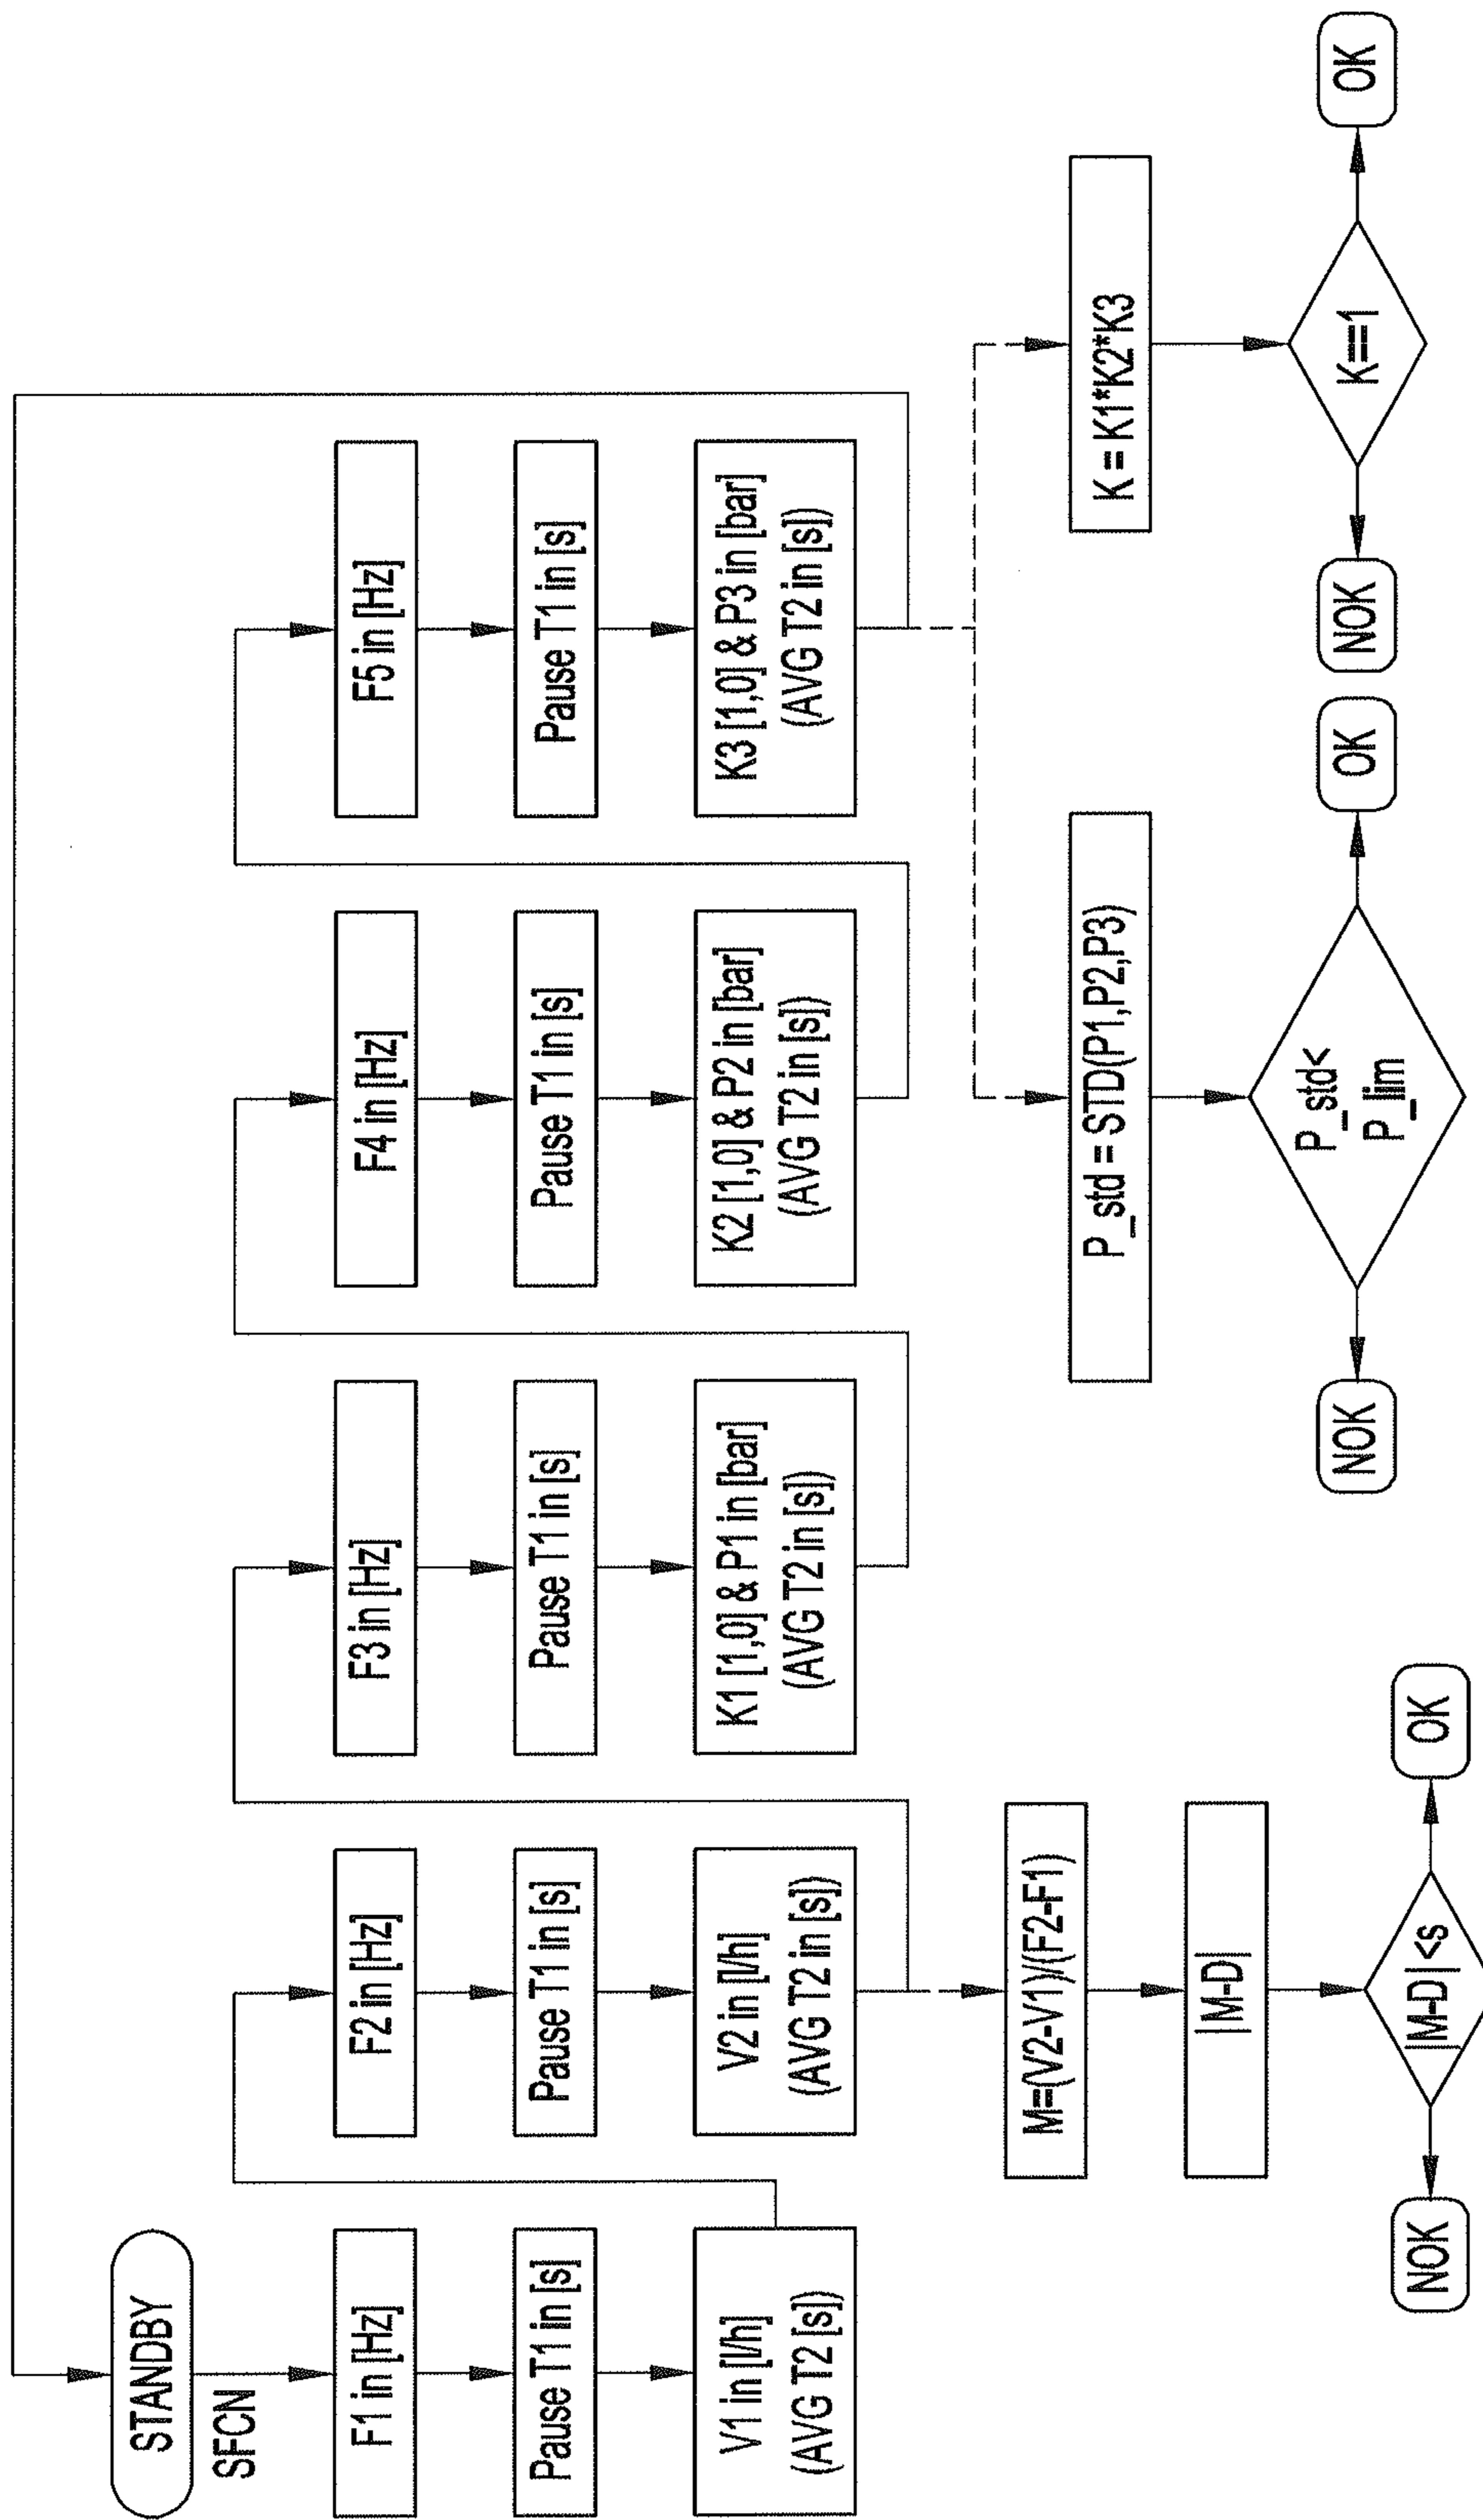 STANDBY
SFCN
F1 in [Hz]
Pause T1 in [s]
V1 in [l/h]
(AVG T2 [s])
F2 in [Hz]
Pause T1 in [s]
V2 in [l/h]
(AVG T2 in [s])
M=(V2-V1)/(F2-F1)
|M-D|
|M-D|<s
NOK
OK
F3 in [Hz]
Pause T1 in [s]
K1 [1,0] & P1 in [bar]
(AVG T2 in [s])
F4 in [Hz]
Pause T1 in [s]
K2 [1,0] & P2 in [bar]
(AVG T2 in [s])
F5 in [Hz]
Pause T1 in [s]
K3 [1,0] & P3 in [bar]
(AVG T2 in [s])
P_std = STD(P1,P2,P3)
P_std<
P_lim
NOK
OK
K = K1*K2*K3
K==1
NOK
OK